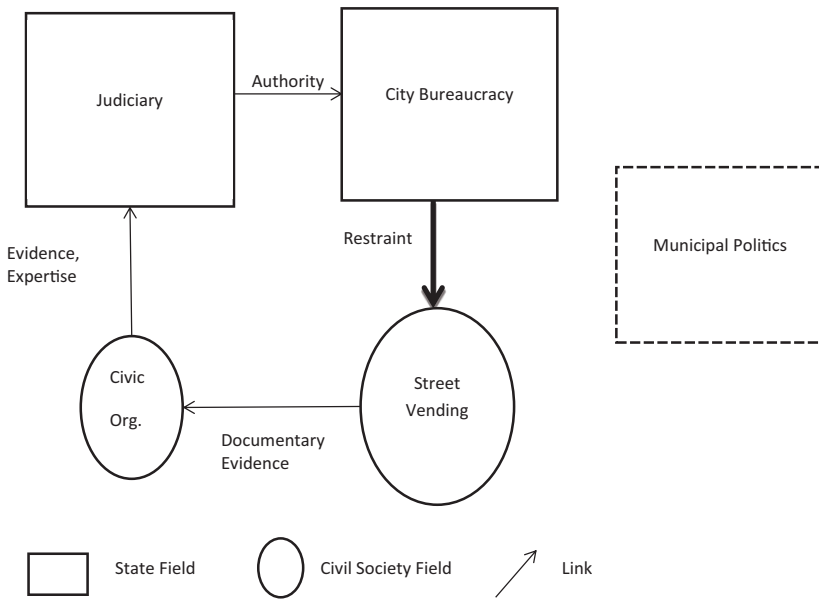 Authority
Judiciary
City Bureaucracy
Restraint
Municipal Politics
Evidence,
Expertise
Civic
Org.
Street
Vending
Documentary
Evidence
State Field
Civil Society Field
Link